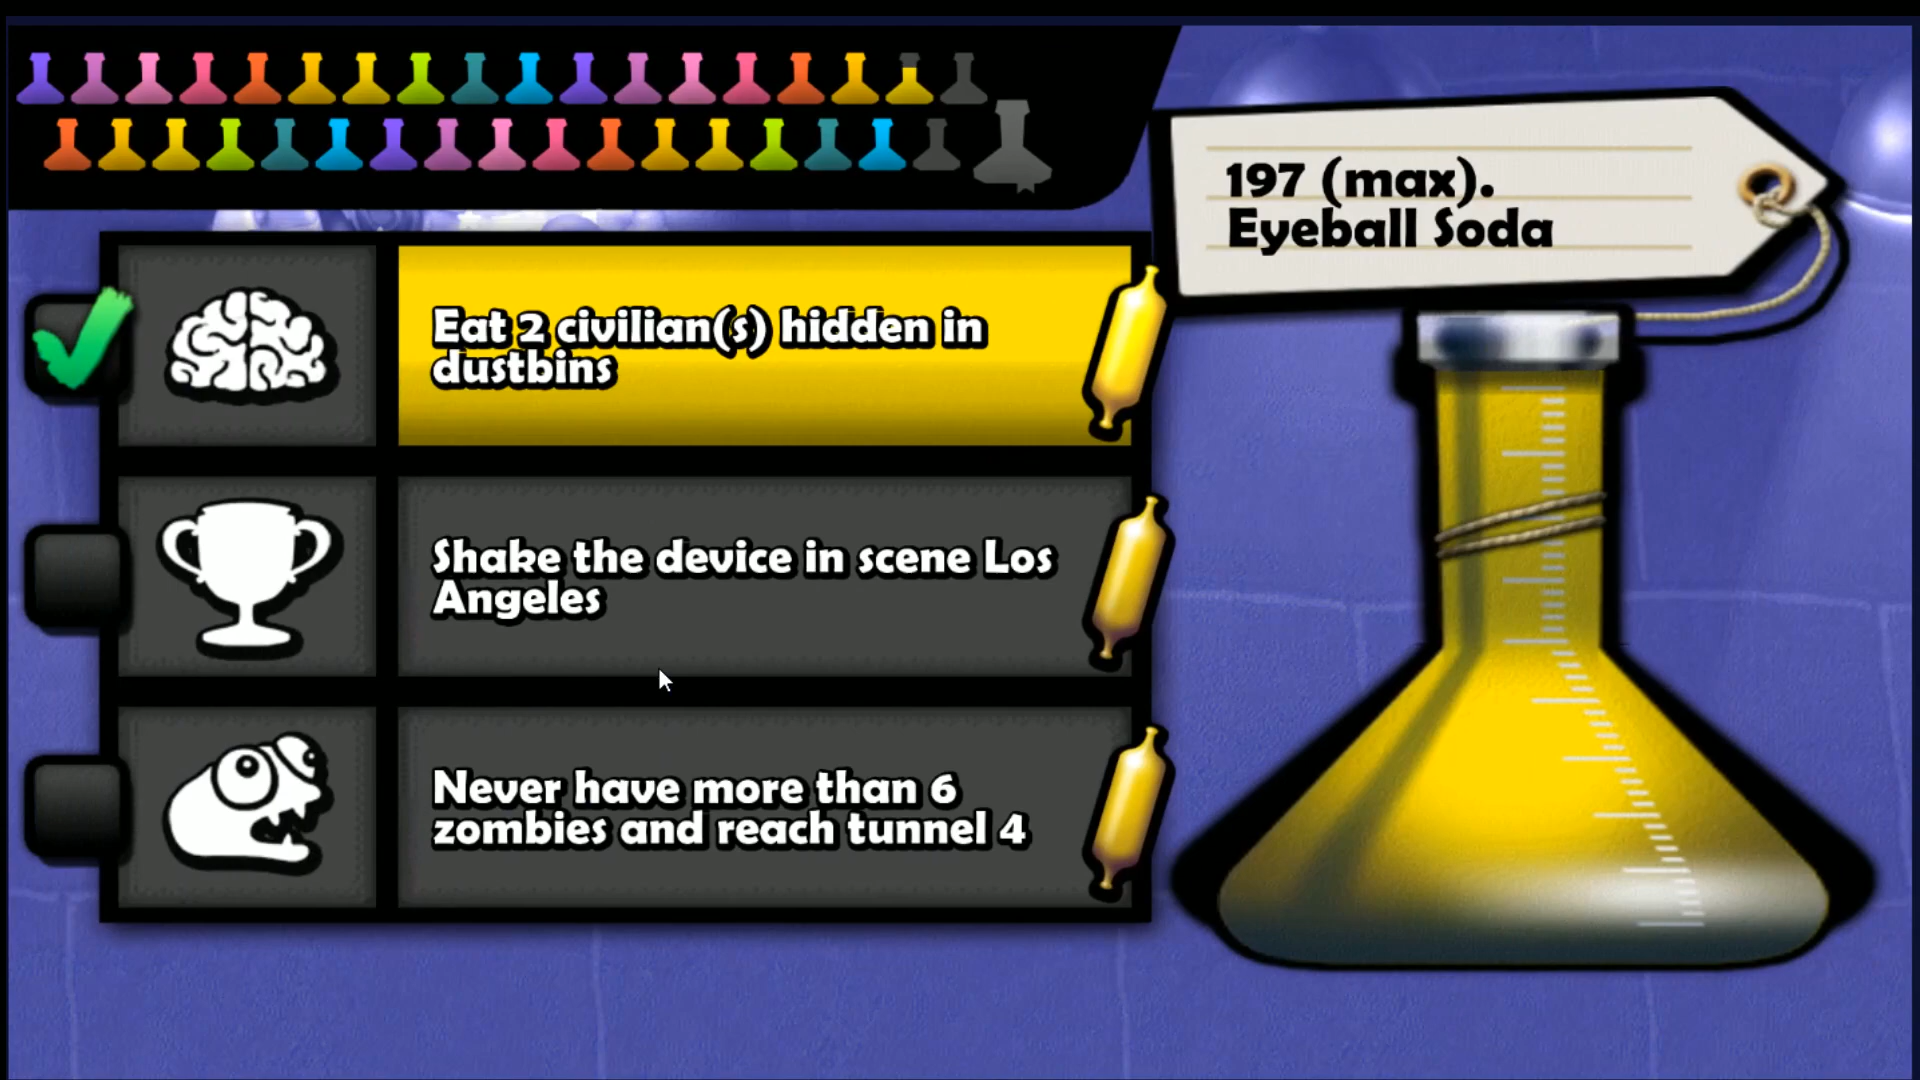 197 (max).
Eyeball Soda
Eat 2 civilian(s) hidden in
dustbins
Shake the device in scene Los
Angeles
Never have more than 6
zombies and reach tunnel 4